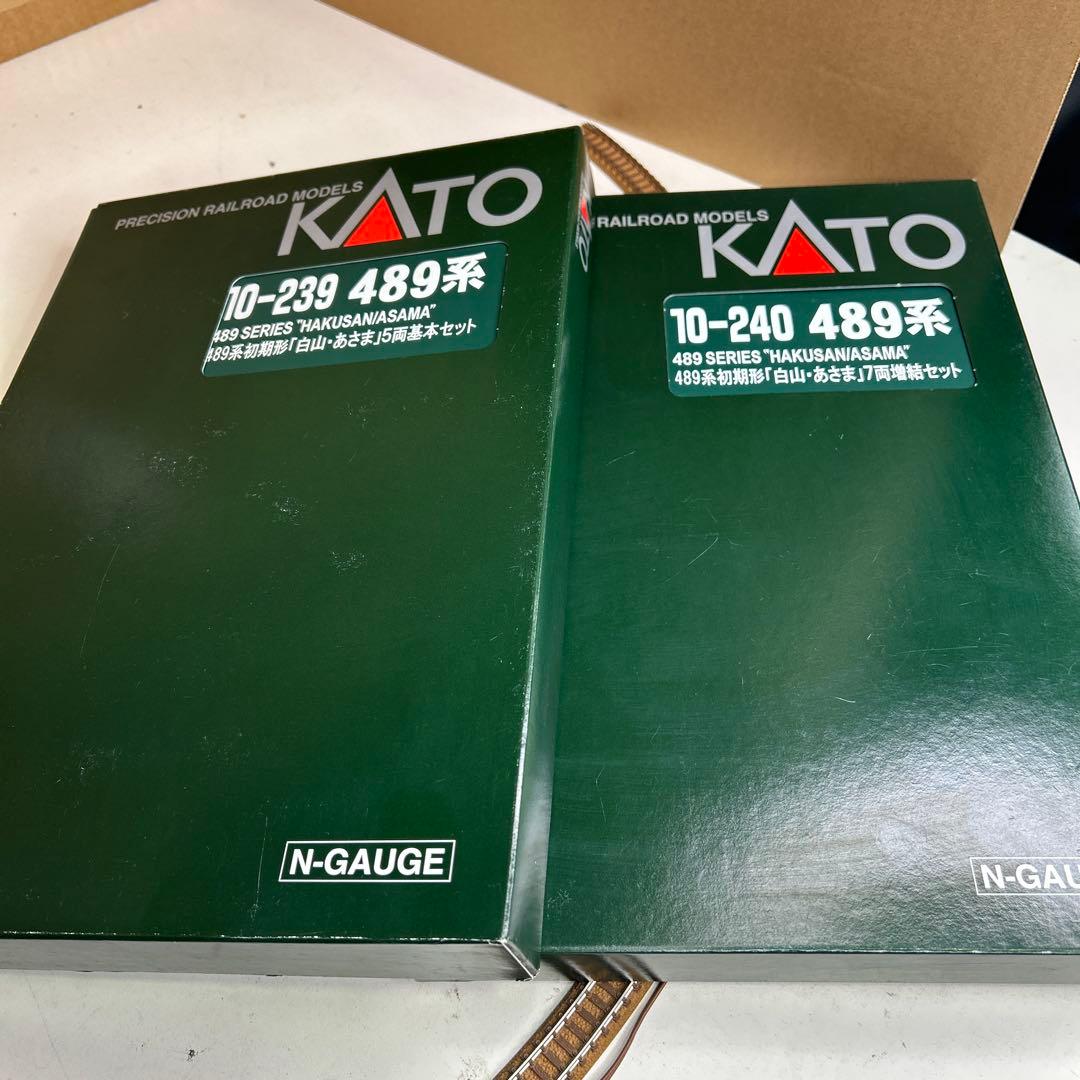 PRECISION RAILROAD MODELS
KATO
10-239 489系
489 SERIES "HAKUSAN/ASAMA"
489系初期形「白山・あさま」5両基本セット
N-GAUGE
RAILROAD MODELS
KATO
10-240 489系
489 SERIES "HAKUSAN/ASAMA"
489系初期形「白山・あさま」7両増結セット
N-GAU